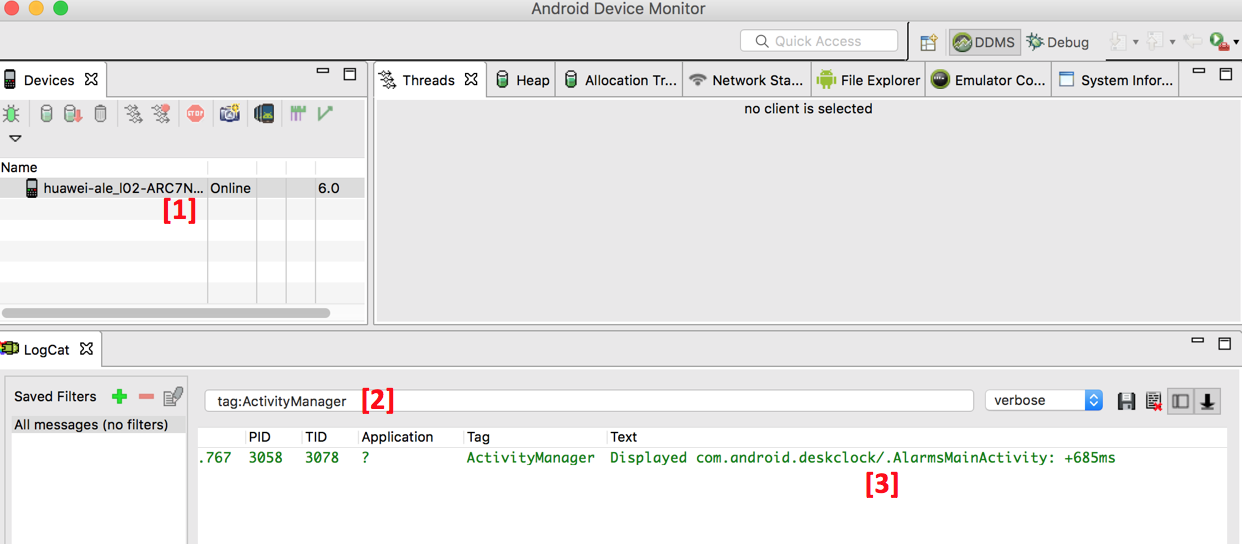 Android Device Monitor
Quick Access
DDMS
Debug
Devices
Threads
Heap
Allocation Tr...
Network Sta...
File Explorer
Emulator Co...
System Infor...
STOP
no client is selected
Name
huawei-ale_l02-ARC7N... Online 6.0
[1]
LogCat
Saved Filters
tag:ActivityManager [2]
verbose
All messages (no filters)
PID TID Application Tag Text
.767 3058 3078 ? ActivityManager Displayed com.android.deskclock/.AlarmsMainActivity: +685ms
[3]